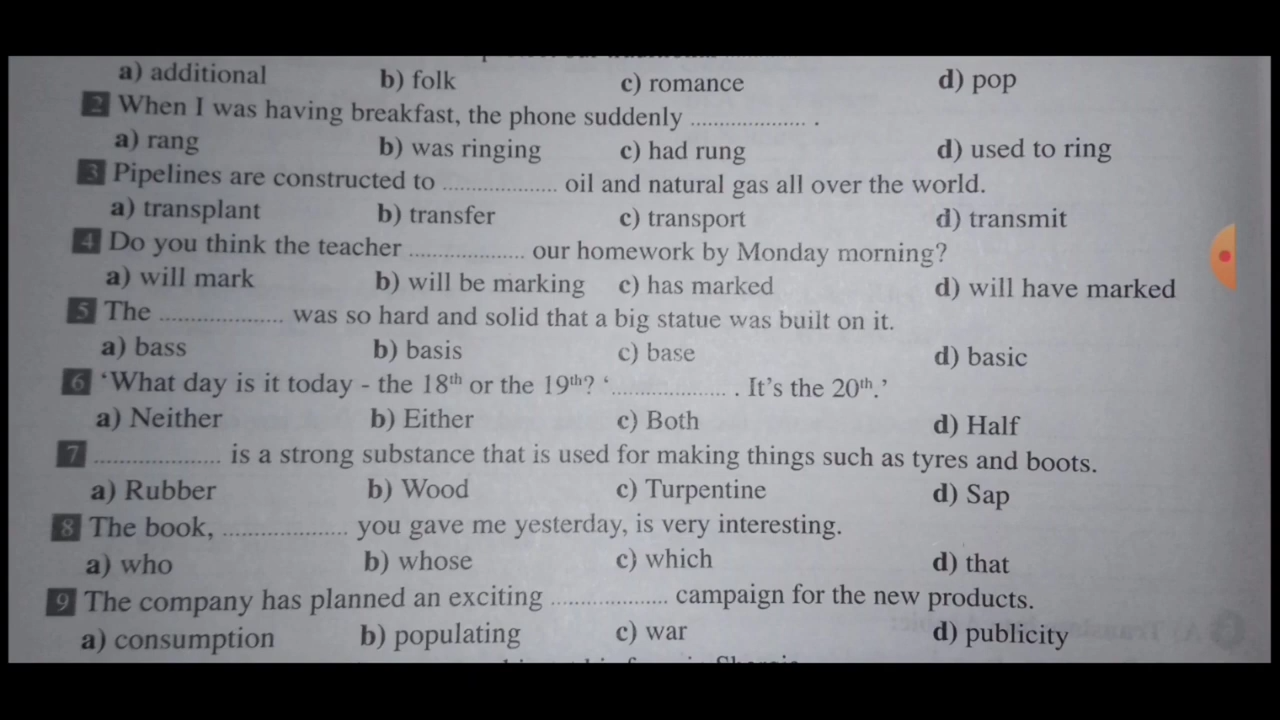 a) additional b) folk c) romance d) pop
2 When I was having breakfast, the phone suddenly .................... .
a) rang b) was ringing c) had rung d) used to ring
3 Pipelines are constructed to .................... oil and natural gas all over the world.
a) transplant b) transfer c) transport d) transmit
4 Do you think the teacher .................... our homework by Monday morning?
a) will mark b) will be marking c) has marked d) will have marked
5 The .................... was so hard and solid that a big statue was built on it.
a) bass b) basis c) base d) basic
6 ‘What day is it today - the 18th or the 19th? ‘.................... . It’s the 20th.’
a) Neither b) Either c) Both d) Half
7 .................... is a strong substance that is used for making things such as tyres and boots.
a) Rubber b) Wood c) Turpentine d) Sap
8 The book, .................... you gave me yesterday, is very interesting.
a) who b) whose c) which d) that
9 The company has planned an exciting .................... campaign for the new products.
a) consumption b) populating c) war d) publicity